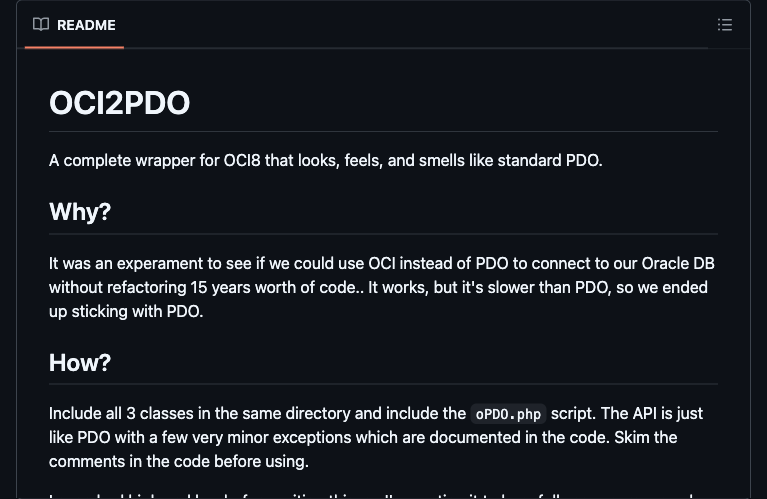 README
OCI2PDO
A complete wrapper for OCI8 that looks, feels, and smells like standard PDO.
Why?
It was an experament to see if we could use OCI instead of PDO to connect to our Oracle DB
without refactoring 15 years worth of code.. It works, but it's slower than PDO, so we ended
up sticking with PDO.
How?
Include all 3 classes in the same directory and include the oPDO.php script. The API is just
like PDO with a few very minor exceptions which are documented in the code. Skim the
comments in the code before using.